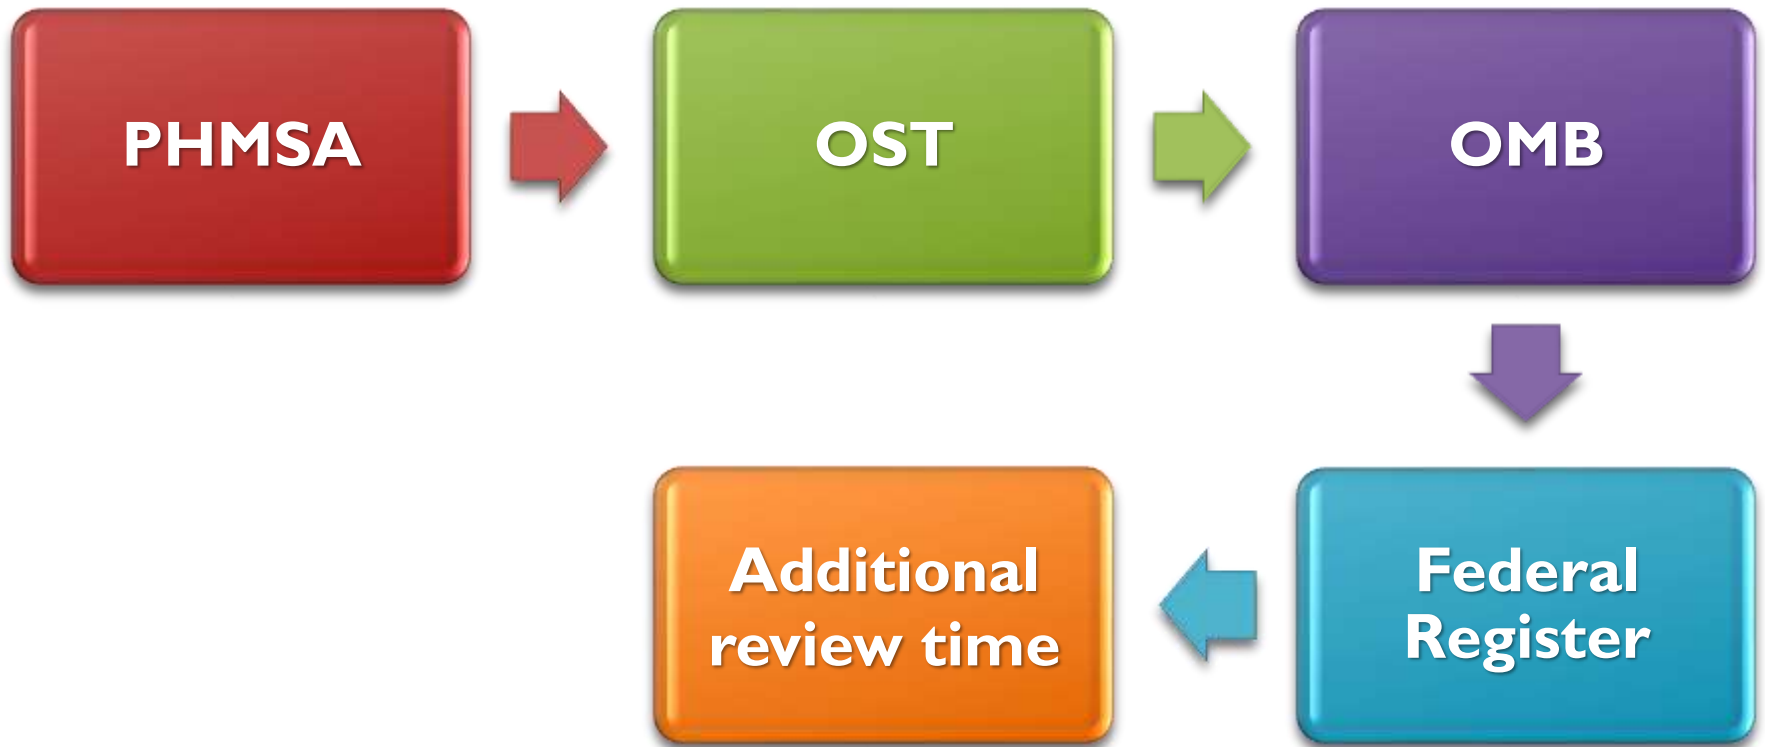 PHMSA
OST
OMB
Federal
Register
Additional
review time